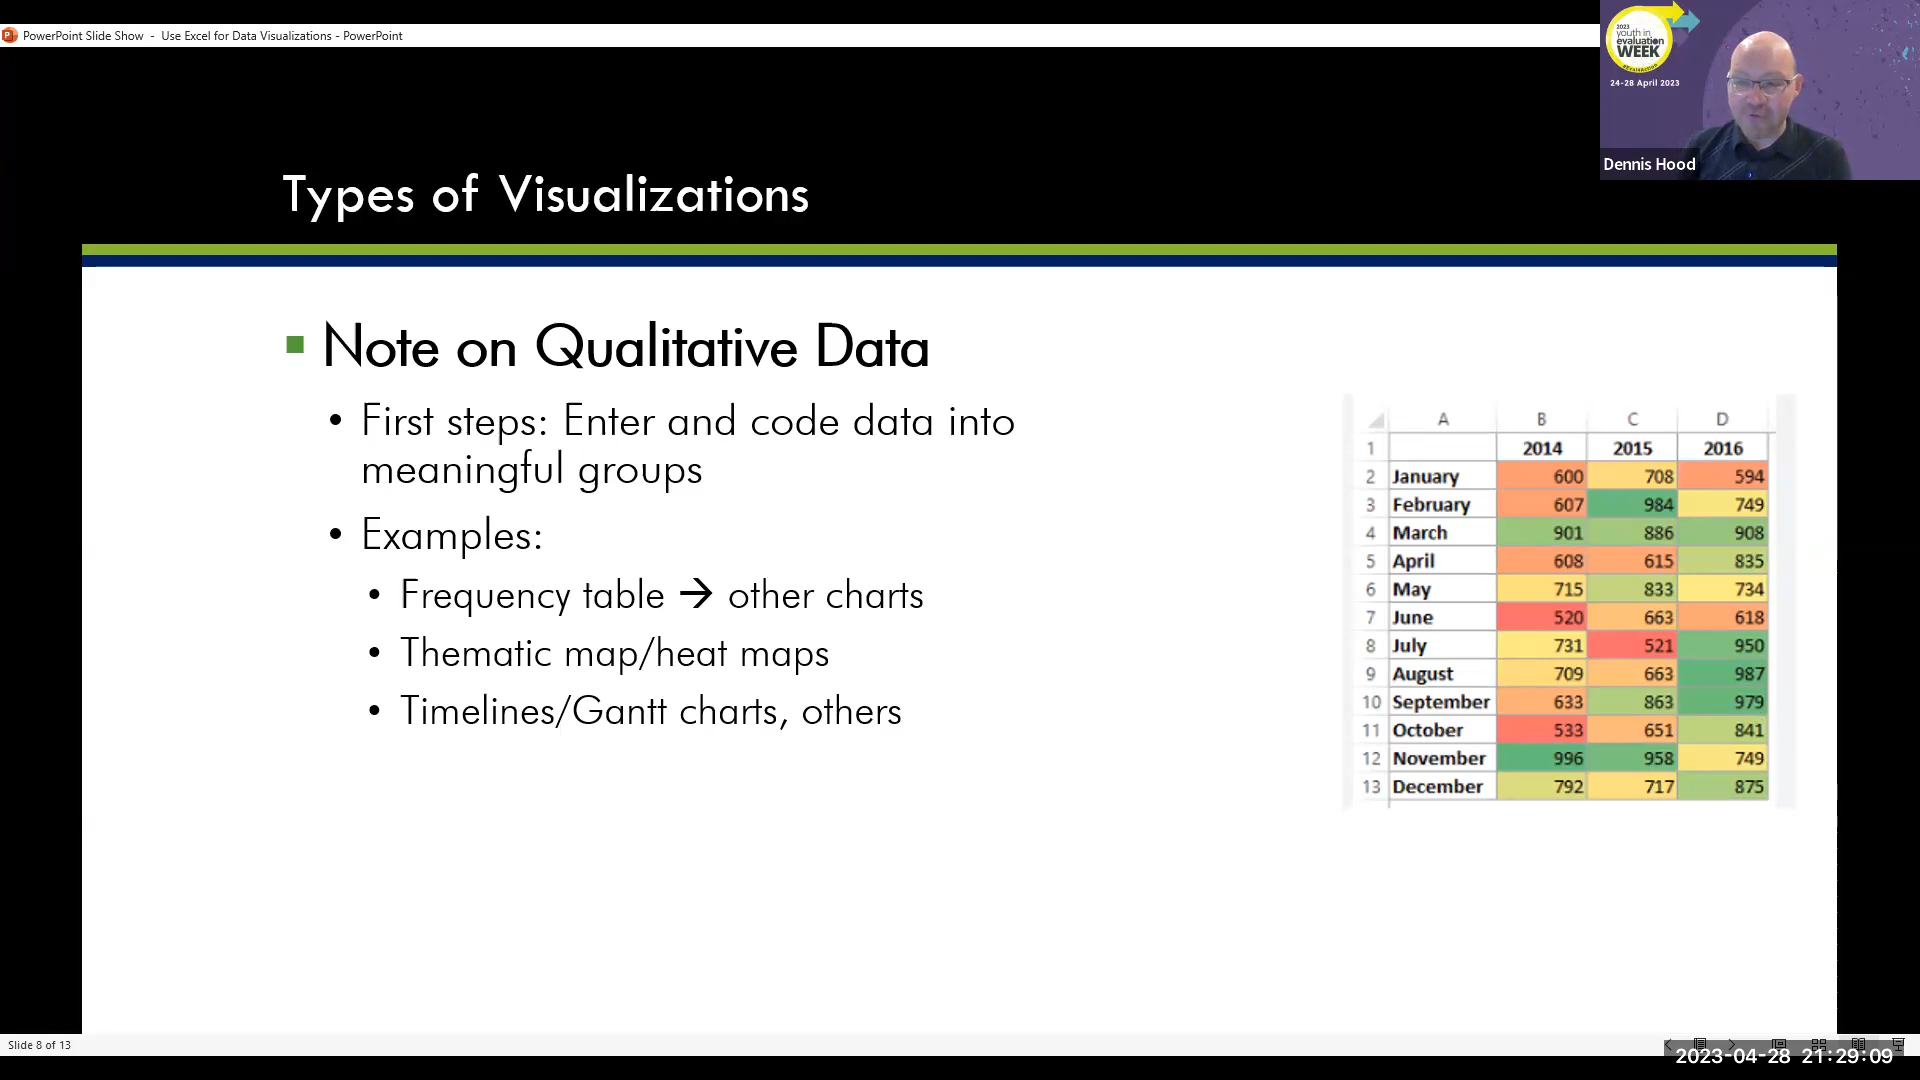 PowerPoint Slide Show - Use Excel for Data Visualizations - PowerPoint
2023
youth in
evaluation
WEEK
#Eval4Action
24-28 April 2023
Dennis Hood
Types of Visualizations
Note on Qualitative Data
• First steps: Enter and code data into
meaningful groups
• Examples:
• Frequency table → other charts
• Thematic map/heat maps
• Timelines/Gantt charts, others
A B C D
1 2014 2015 2016
2 January 600 708 594
3 February 607 984 749
4 March 901 886 908
5 April 608 615 835
6 May 715 833 734
7 June 520 663 618
8 July 731 521 950
9 August 709 663 987
10 September 633 863 979
11 October 533 651 841
12 November 996 958 749
13 December 792 717 875
Slide 8 of 13
2023-04-28 21:29:09